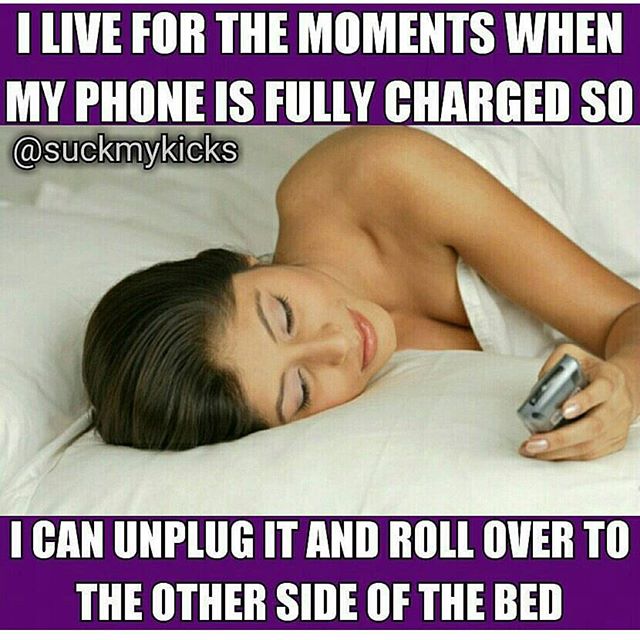 I LIVE FOR THE MOMENTS WHEN
MY PHONE IS FULLY CHARGED SO
@suckmykicks
I CAN UNPLUG IT AND ROLL OVER TO
THE OTHER SIDE OF THE BED